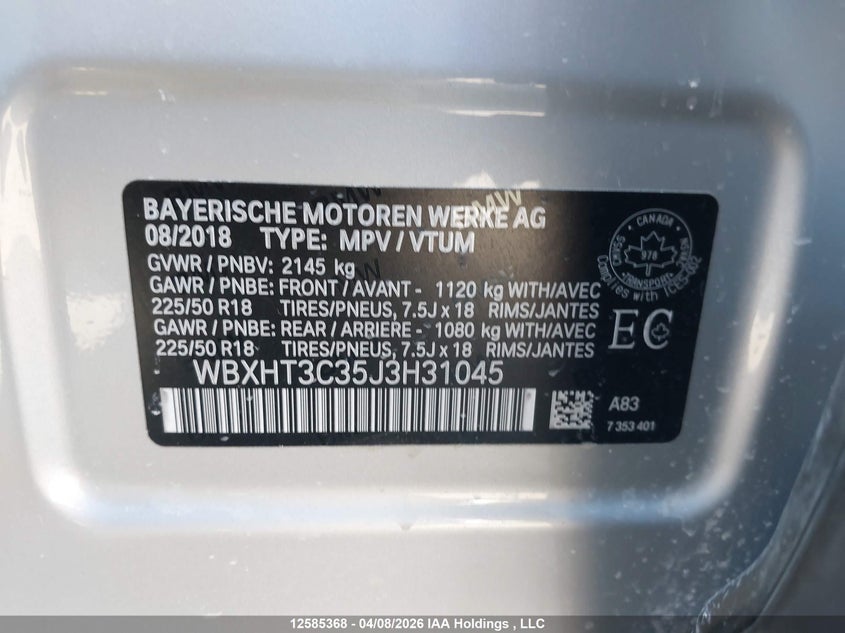 BAYERISCHE MOTOREN WERKE AG
08/2018 TYPE: MPV / VTUM
GVWR / PNBV: 2145 kg
GAWR / PNBE: FRONT / AVANT - 1120 kg WITH/AVEC
225/50 R18 TIRES/PNEUS, 7.5J x 18 RIMS/JANTES
GAWR / PNBE: REAR / ARRIERE - 1080 kg WITH/AVEC
225/50 R18 TIRES/PNEUS, 7.5J x 18 RIMS/JANTES
WBXHT3C35J3H31045
CANADA
978
TRANSPORT
EC
A83
7 353 401
12585368 - 04/08/2026 IAA Holdings , LLC